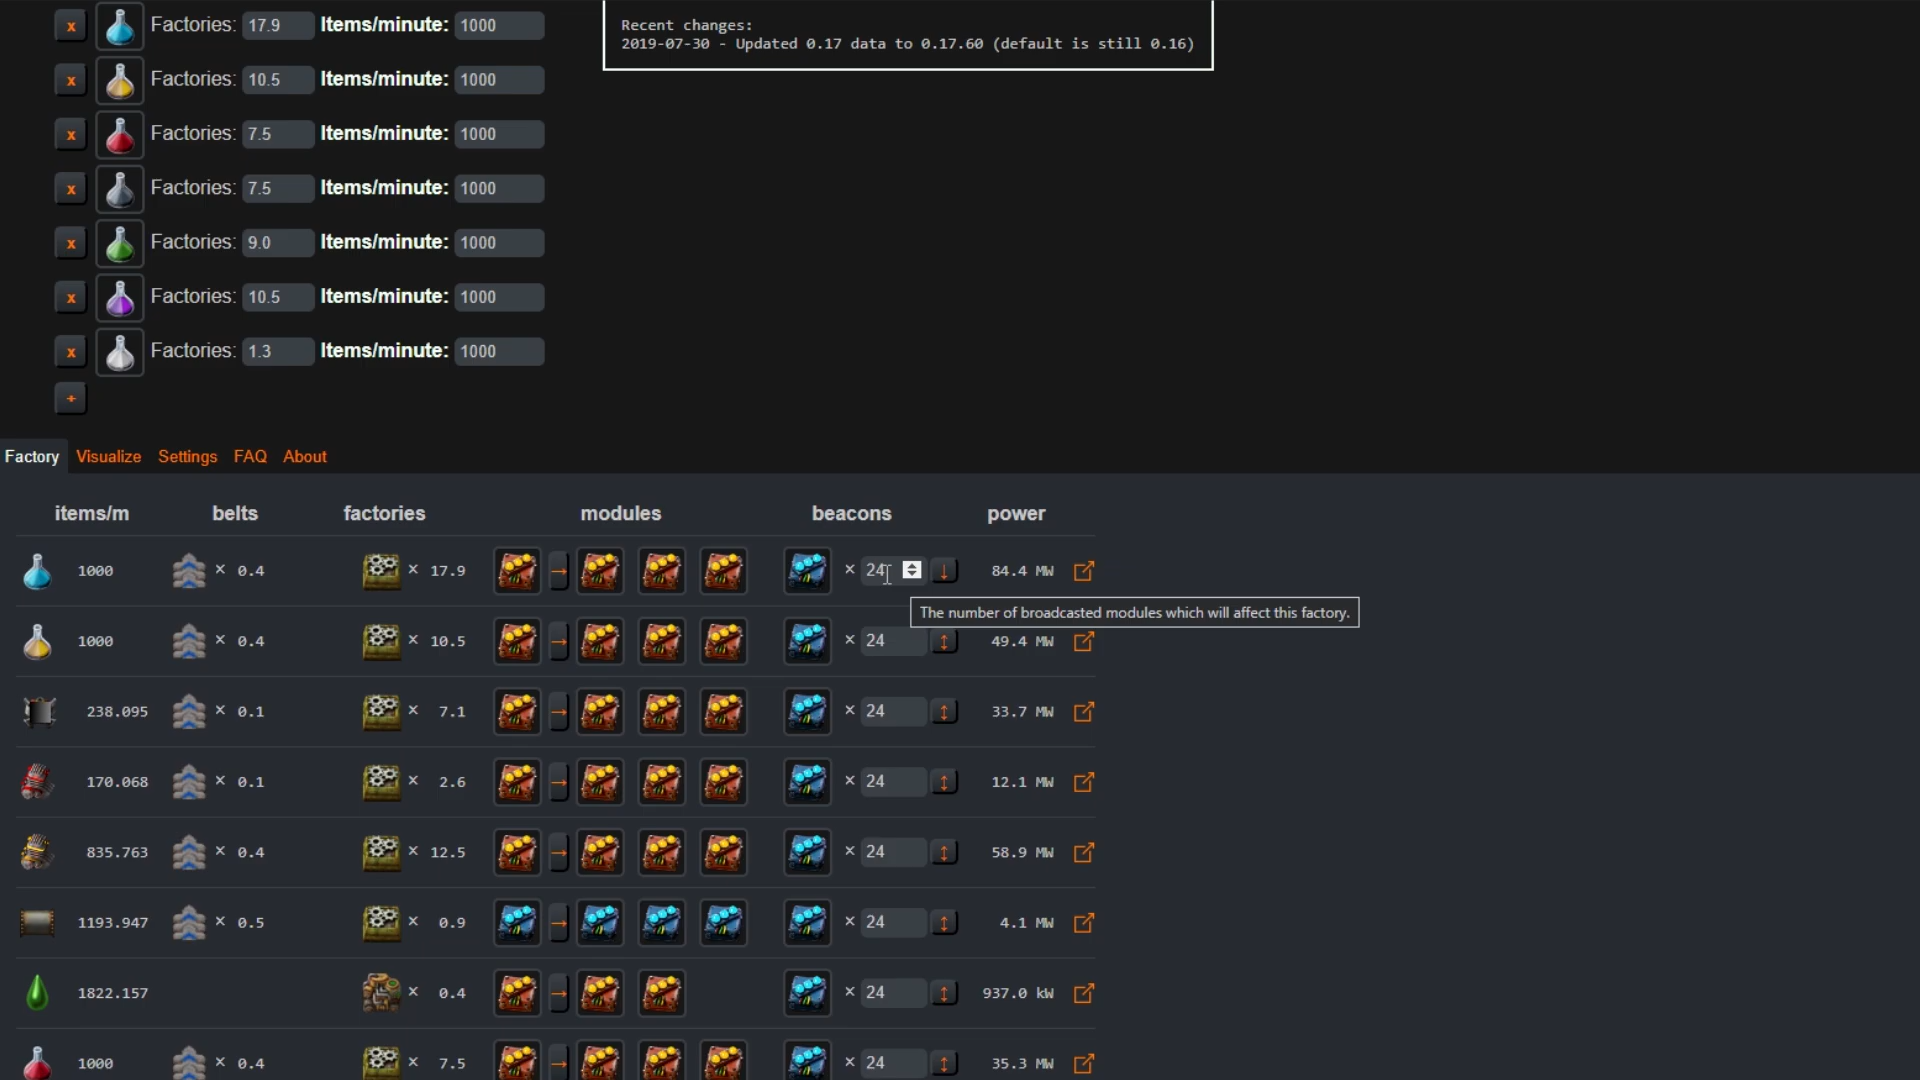 x Factories: 17.9 Items/minute: 1000
Recent changes:
2019-07-30 - Updated 0.17 data to 0.17.60 (default is still 0.16)
x Factories: 10.5 Items/minute: 1000
x Factories: 7.5 Items/minute: 1000
x Factories: 7.5 Items/minute: 1000
x Factories: 9.0 Items/minute: 1000
x Factories: 10.5 Items/minute: 1000
x Factories: 1.3 Items/minute: 1000
+
Factory Visualize Settings FAQ About
items/m belts factories modules beacons power
1000 × 0.4 × 17.9 → × 24 ↓ 84.4 MW
The number of broadcasted modules which will affect this factory.
1000 × 0.4 × 10.5 → × 24 ↕ 49.4 MW
238.095 × 0.1 × 7.1 → × 24 ↕ 33.7 MW
170.068 × 0.1 × 2.6 → × 24 ↕ 12.1 MW
835.763 × 0.4 × 12.5 → × 24 ↕ 58.9 MW
1193.947 × 0.5 × 0.9 → × 24 ↕ 4.1 MW
1822.157 × 0.4 → × 24 ↕ 937.0 kW
1000 × 0.4 × 7.5 → × 24 ↕ 35.3 MW